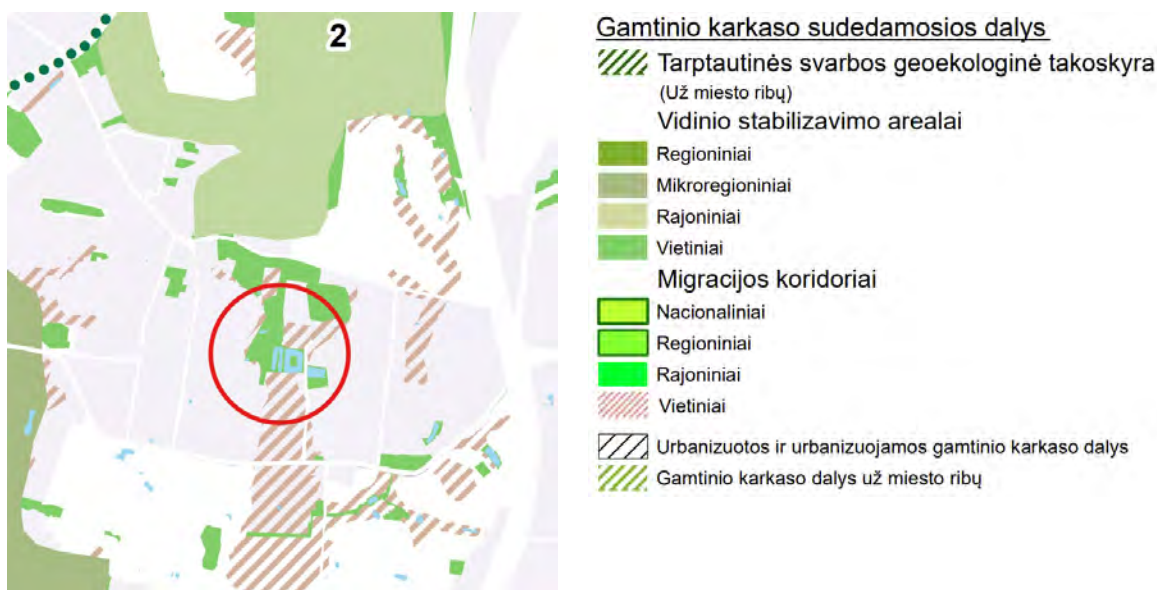 2
Gamtinio karkaso sudedamosios dalys
Tarptautinės svarbos geoekologinė takoskyra
(Už miesto ribų)
Vidinio stabilizavimo arealai
Regioniniai
Mikroregioniniai
Rajoniniai
Vietiniai
Migracijos koridoriai
Nacionaliniai
Regioniniai
Rajoniniai
Vietiniai
Urbanizuotos ir urbanizuojamos gamtinio karkaso dalys
Gamtinio karkaso dalys už miesto ribų